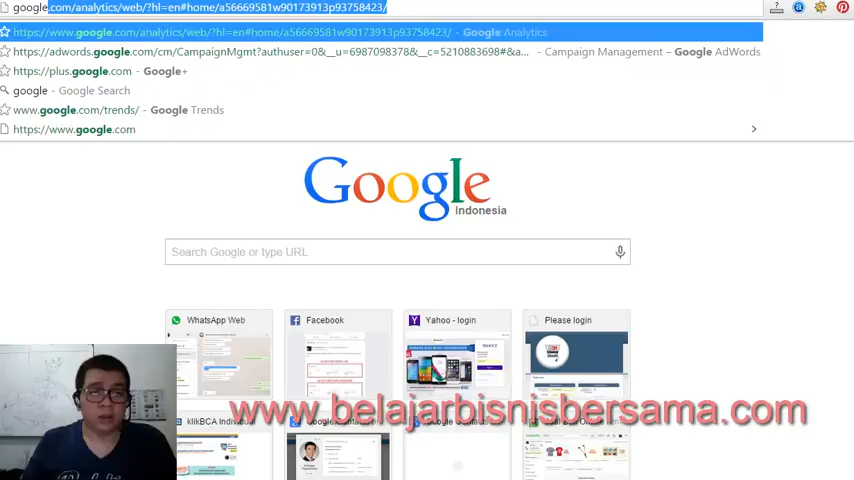 google.com/analytics/web/?hl=en#home/a56669581w90173913p93758423/
https://www.google.com/analytics/web/?hl=en#home/a56669581w90173913p93758423/ - Google Analytics
https://adwords.google.com/cm/CampaignMgmt?authuser=0&__u=6987098378&__c=5210883698#&a... - Campaign Management – Google AdWords
https://plus.google.com - Google+
google - Google Search
www.google.com/trends/ - Google Trends
https://www.google.com
Google
Indonesia
Search Google or type URL
WhatsApp Web
Facebook
Yahoo - login
Please login
www.belajarbisnisbersama.com
klikBCA Individual